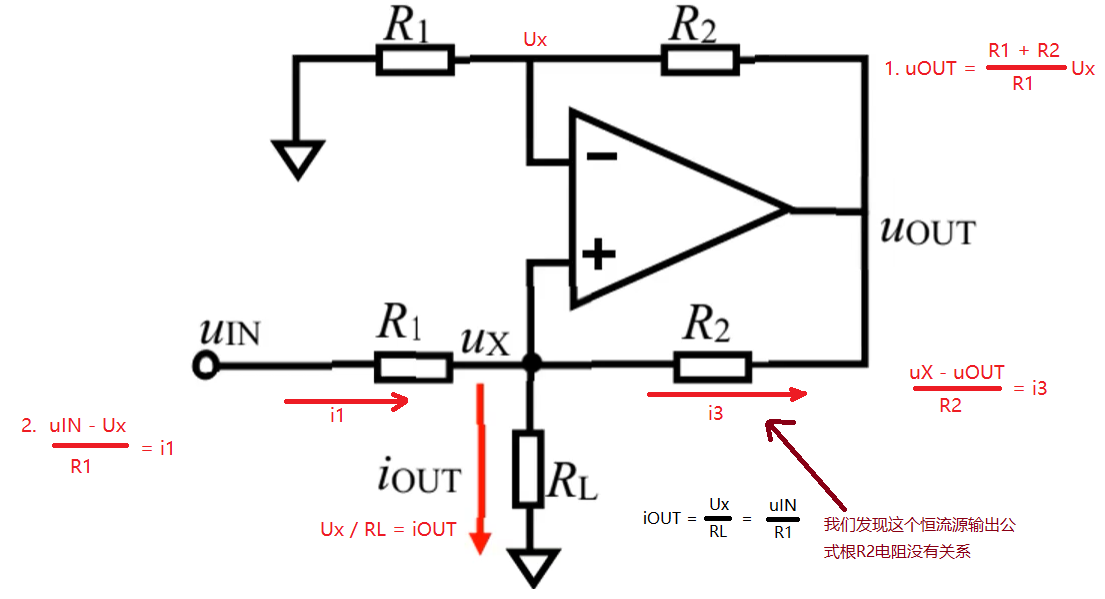 R1
Ux
R2
1. uOUT = R1 + R2 / R1 Ux
−
+
uOUT
uIN
R1
uX
R2
i1
i3
uX - uOUT / R2 = i3
2. uIN - Ux / R1 = i1
iOUT
RL
Ux / RL = iOUT
iOUT = Ux / RL = uIN / R1
我们发现这个恒流源输出公
式根R2电阻没有关系